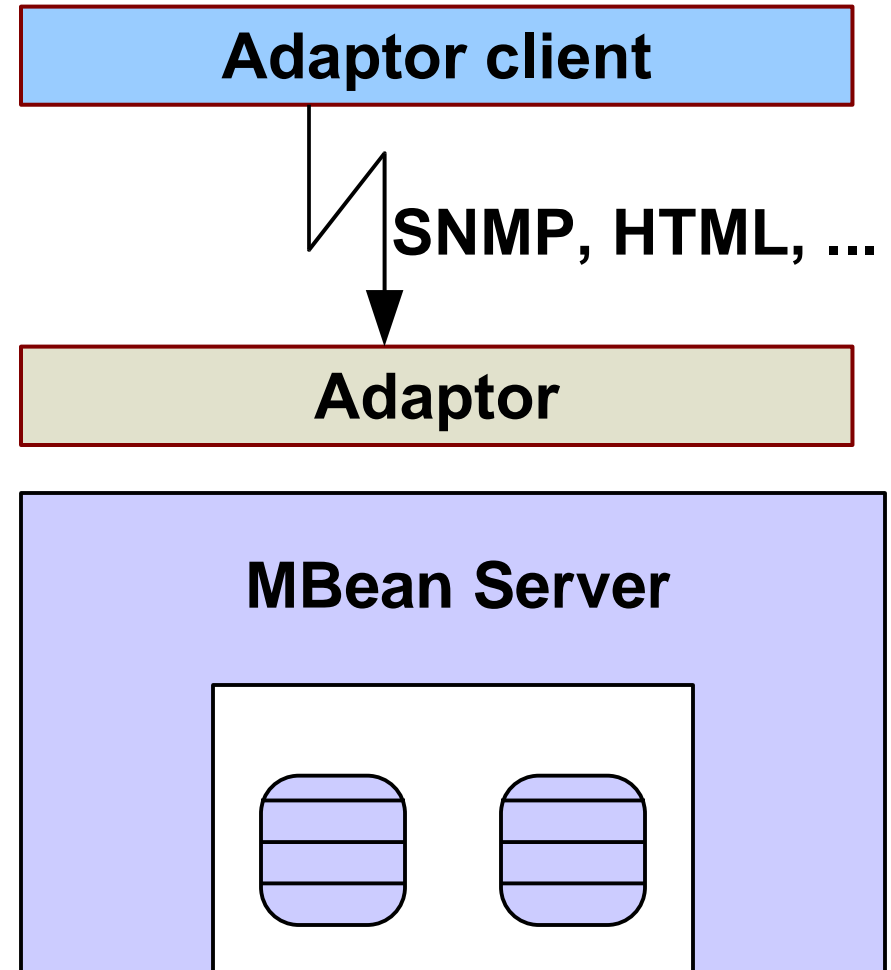 Adaptor client
SNMP, HTML, ...
Adaptor
MBean Server